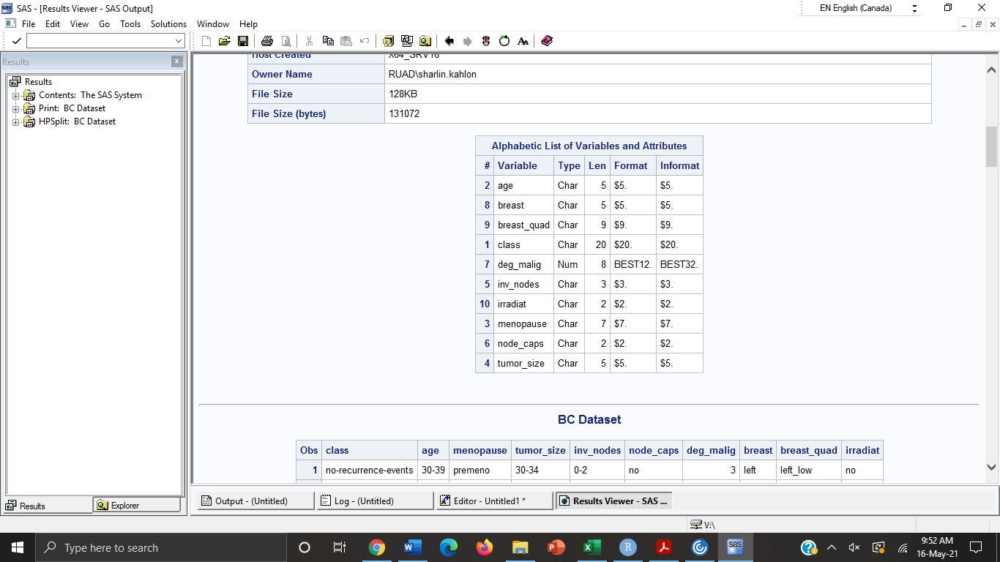 SAS - [Results Viewer - SAS Output]
EN English (Canada)
File Edit View Go Tools Solutions Window Help
Results
Results
Contents: The SAS System
Print: BC Dataset
HPSplit: BC Dataset
Host Created X64_SRV16
Owner Name RUAD\sharlin.kahlon
File Size 128KB
File Size (bytes) 131072
Alphabetic List of Variables and Attributes
# Variable Type Len Format Informat
2 age Char 5 $5. $5.
8 breast Char 5 $5. $5.
9 breast_quad Char 9 $9. $9.
1 class Char 20 $20. $20.
7 deg_malig Num 8 BEST12. BEST32.
5 inv_nodes Char 3 $3. $3.
10 irradiat Char 2 $2. $2.
3 menopause Char 7 $7. $7.
6 node_caps Char 2 $2. $2.
4 tumor_size Char 5 $5. $5.
BC Dataset
Obs class age menopause tumor_size inv_nodes node_caps deg_malig breast breast_quad irradiat
1 no-recurrence-events 30-39 premeno 30-34 0-2 no 3 left left_low no
Results Explorer
Output - (Untitled) Log - (Untitled) Editor - Untitled1 * Results Viewer - SAS ...
V:\
Type here to search
9:52 AM
16-May-21